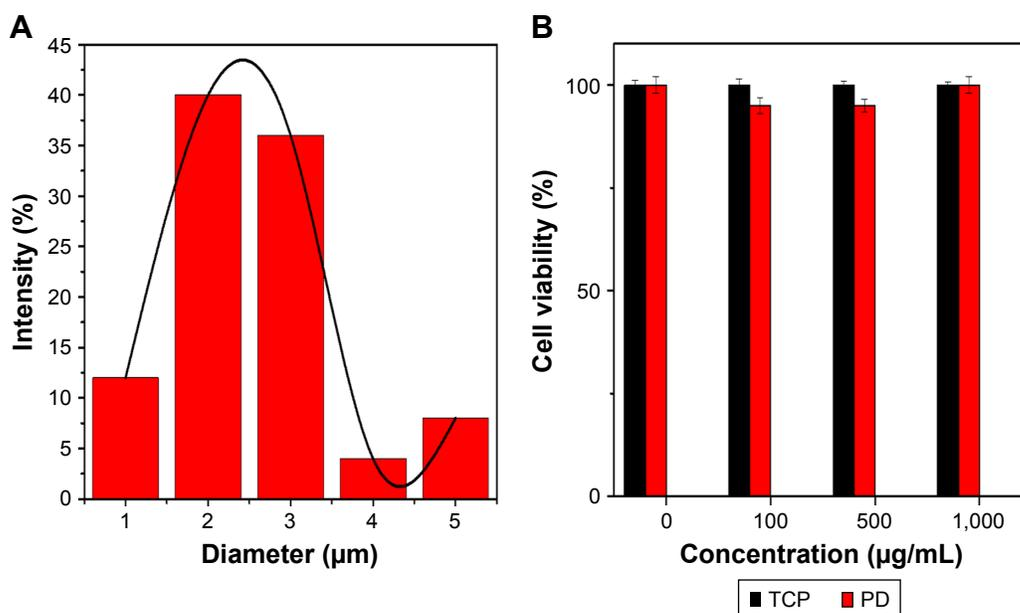 A
Intensity (%)
45
40
35
30
25
20
15
10
5
0
1 2 3 4 5
Diameter (µm)
B
Cell viability (%)
100
50
0
0 100 500 1,000
Concentration (µg/mL)
TCP PD